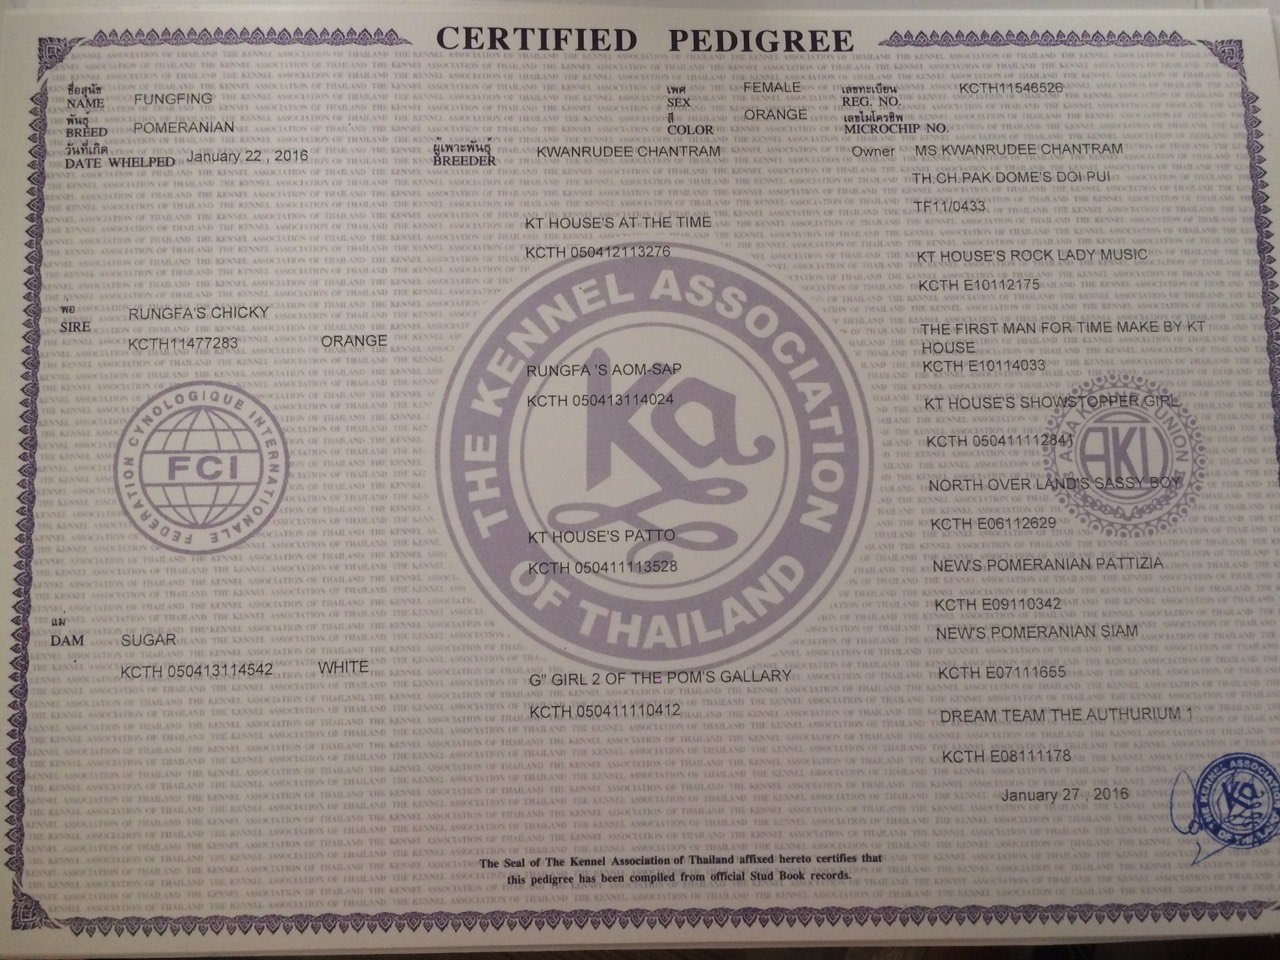 CERTIFIED PEDIGREE
ชื่อสุนัข
NAME FUNGFING
เพศ
SEX FEMALE
เลขทะเบียน
REG. NO. KCTH11546526
พันธุ์
BREED POMERANIAN
สี
COLOR ORANGE
เลขไมโครชิพ
MICROCHIP NO.
วันที่เกิด
DATE WHELPED January 22 , 2016
ผู้เพาะพันธุ์
BREEDER KWANRUDEE CHANTRAM
Owner MS.KWANRUDEE CHANTRAM
TH.CH.PAK DOME'S DOI PUI
TF11/0433
KT HOUSE'S AT THE TIME
KCTH 050412113276
KT HOUSE'S ROCK LADY MUSIC
KCTH E10112175
พ่อ
SIRE
RUNGFA'S CHICKY
KCTH11477283 ORANGE
THE FIRST MAN FOR TIME MAKE BY KT
HOUSE
KCTH E10114033
RUNGFA 'S AOM-SAP
KCTH 050413114024
KT HOUSE'S SHOWSTOPPER GIRL
KCTH 050411112841
NORTH OVER LAND'S SASSY BOY
KCTH E06112629
KT HOUSE'S PATTO
KCTH 050411113528
NEW'S POMERANIAN PATTIZIA
KCTH E09110342
แม่
DAM SUGAR
KCTH 050413114542 WHITE
NEW'S POMERANIAN SIAM
KCTH E07111655
G" GIRL 2 OF THE POM'S GALLARY
KCTH 050411110412
DREAM TEAM THE AUTHURIUM 1
KCTH E08111178
January 27 , 2016
FEDERATION CYNOLOGIQUE INTERNATIONALE
FCI
THE KENNEL ASSOCIATION OF THAILAND
Ka
AKU
The Seal of The Kennel Association of Thailand affixed hereto certifies that
this pedigree has been compiled from official Stud Book records.